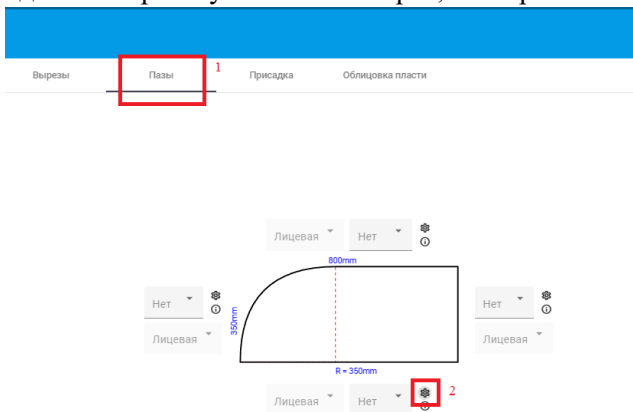 Вырезы Пазы 1 Присадка Облицовка пласти
Лицевая Нет
800mm
Нет Нет
350mm
Лицевая Лицевая
R = 350mm
Лицевая Нет 2